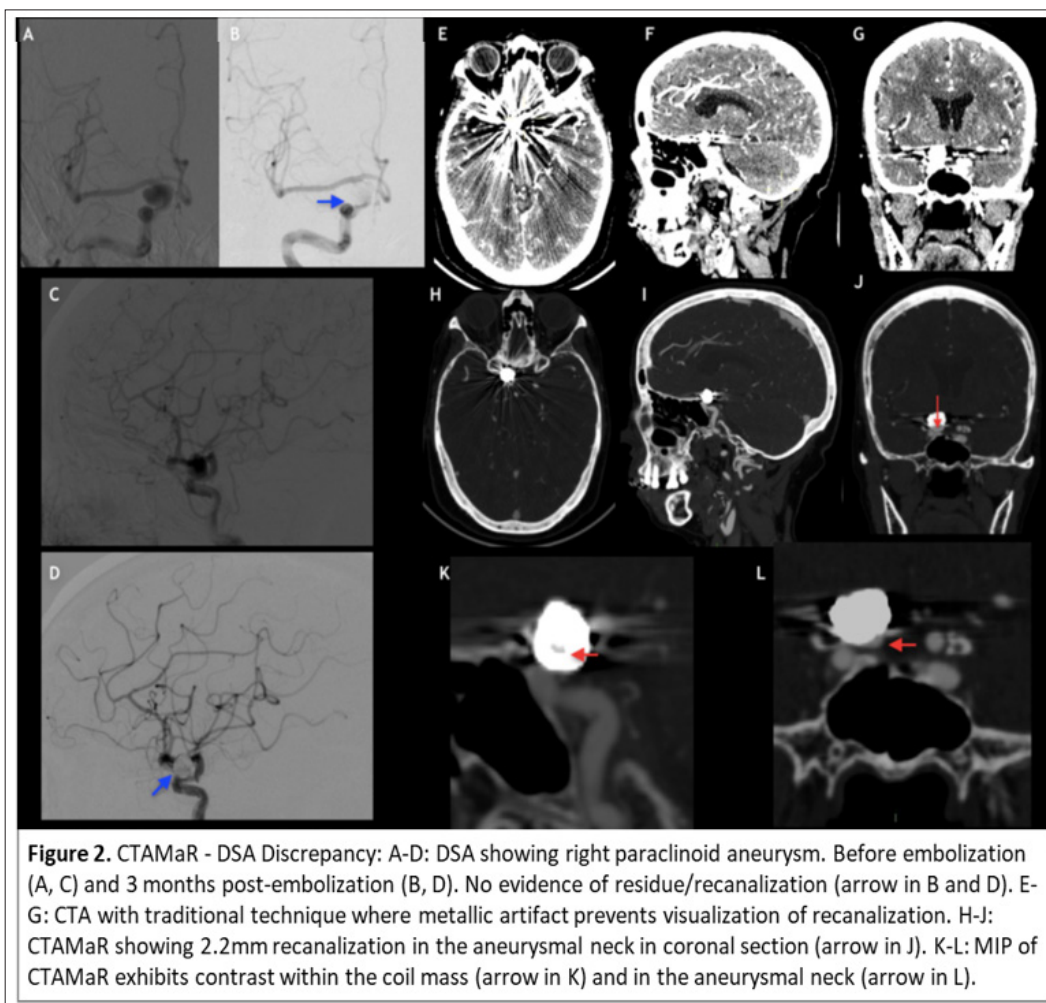 A
B
E
F
G
C
H
I
J
D
K
L
Figure 2. CTAMaR - DSA Discrepancy: A-D: DSA showing right paraclinoid aneurysm. Before embolization
(A, C) and 3 months post-embolization (B, D). No evidence of residue/recanalization (arrow in B and D). E-
G: CTA with traditional technique where metallic artifact prevents visualization of recanalization. H-J:
CTAMaR showing 2.2mm recanalization in the aneurysmal neck in coronal section (arrow in J). K-L: MIP of
CTAMaR exhibits contrast within the coil mass (arrow in K) and in the aneurysmal neck (arrow in L).